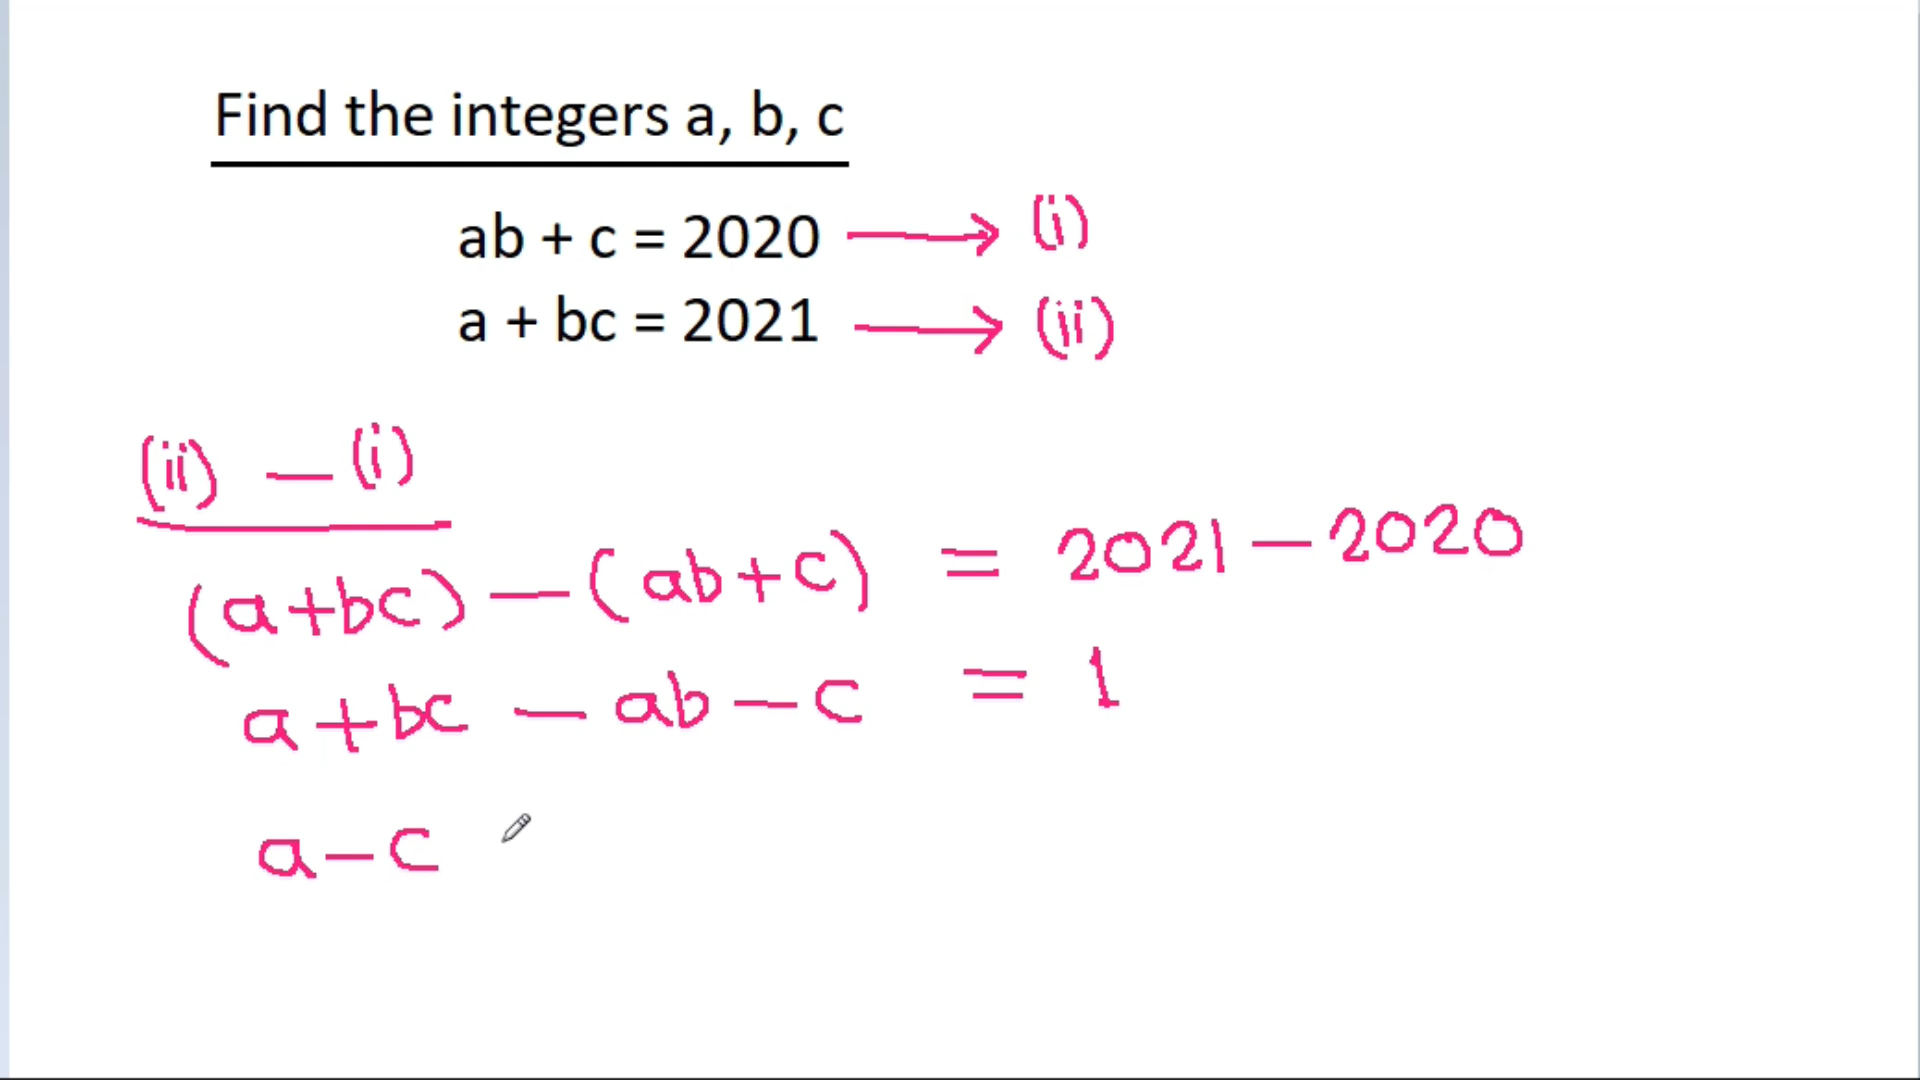 Find the integers a, b, c
ab + c = 2020 → (i)
a + bc = 2021 → (ii)
(ii) – (i)
(a+bc) – (ab+c) = 2021 – 2020
a+bc – ab – c = 1
a – c